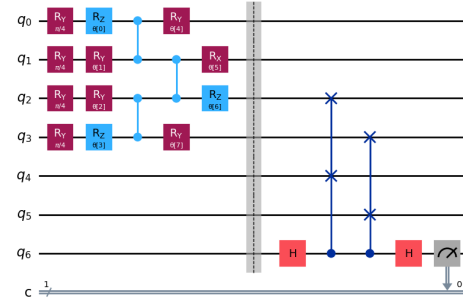 q0 RY π/4 RZ θ[0] RY θ[4]
q1 RY π/4 RY θ[1] RX θ[5]
q2 RY π/4 RY θ[2] RZ θ[6]
q3 RY π/4 RZ θ[3] RY θ[7]
q4
q5
q6 H H
c 1 0